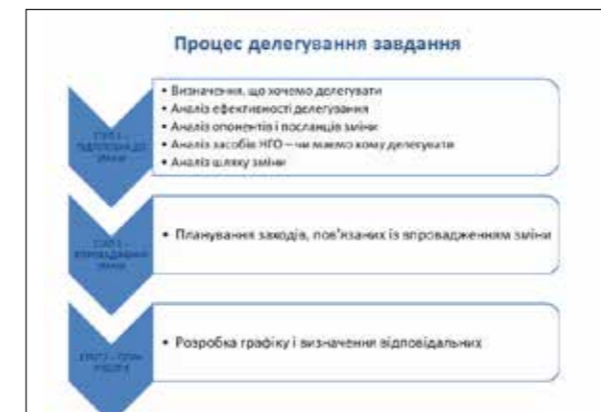 Процес делегування завдання
• Визначення, що хочемо делегувати
• Аналіз ефективності делегування
• Аналіз опонентів і посланців зміни
• Аналіз засобів НГО – чи маємо кому делегувати
• Аналіз шляху зміни
• Планування заходів, пов'язаних із впровадженням зміни
• Розробка графіку і визначення відповідальних